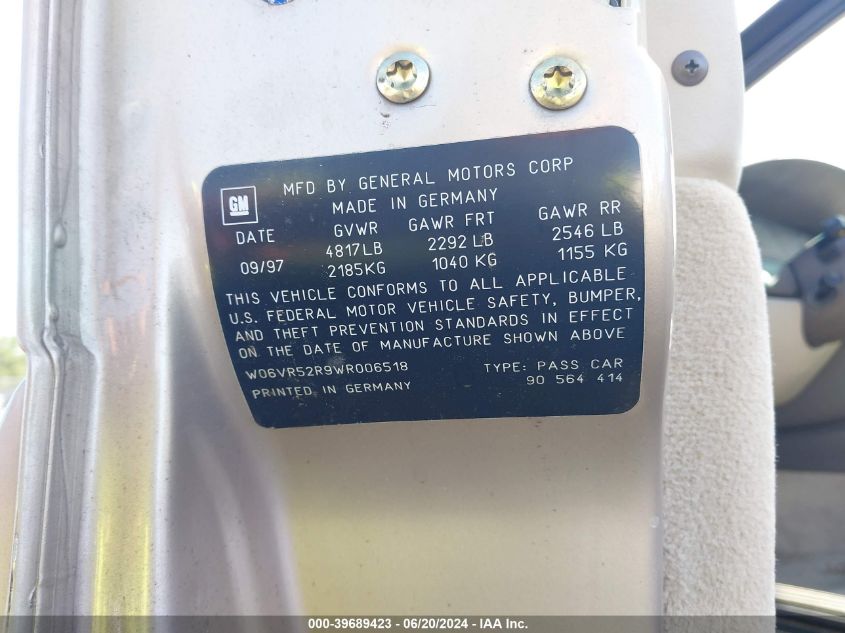 GM
MFD BY GENERAL MOTORS CORP
MADE IN GERMANY
DATE GVWR GAWR FRT GAWR RR
09/97 4817LB 2292 LB 2546 LB
2185KG 1040 KG 1155 KG
THIS VEHICLE CONFORMS TO ALL APPLICABLE
U.S. FEDERAL MOTOR VEHICLE SAFETY, BUMPER,
AND THEFT PREVENTION STANDARDS IN EFFECT
ON THE DATE OF MANUFACTURE SHOWN ABOVE
W06VR52R9WR006518 TYPE: PASS CAR
PRINTED IN GERMANY 90 564 414
000-39689423 - 06/20/2024 - IAA Inc.